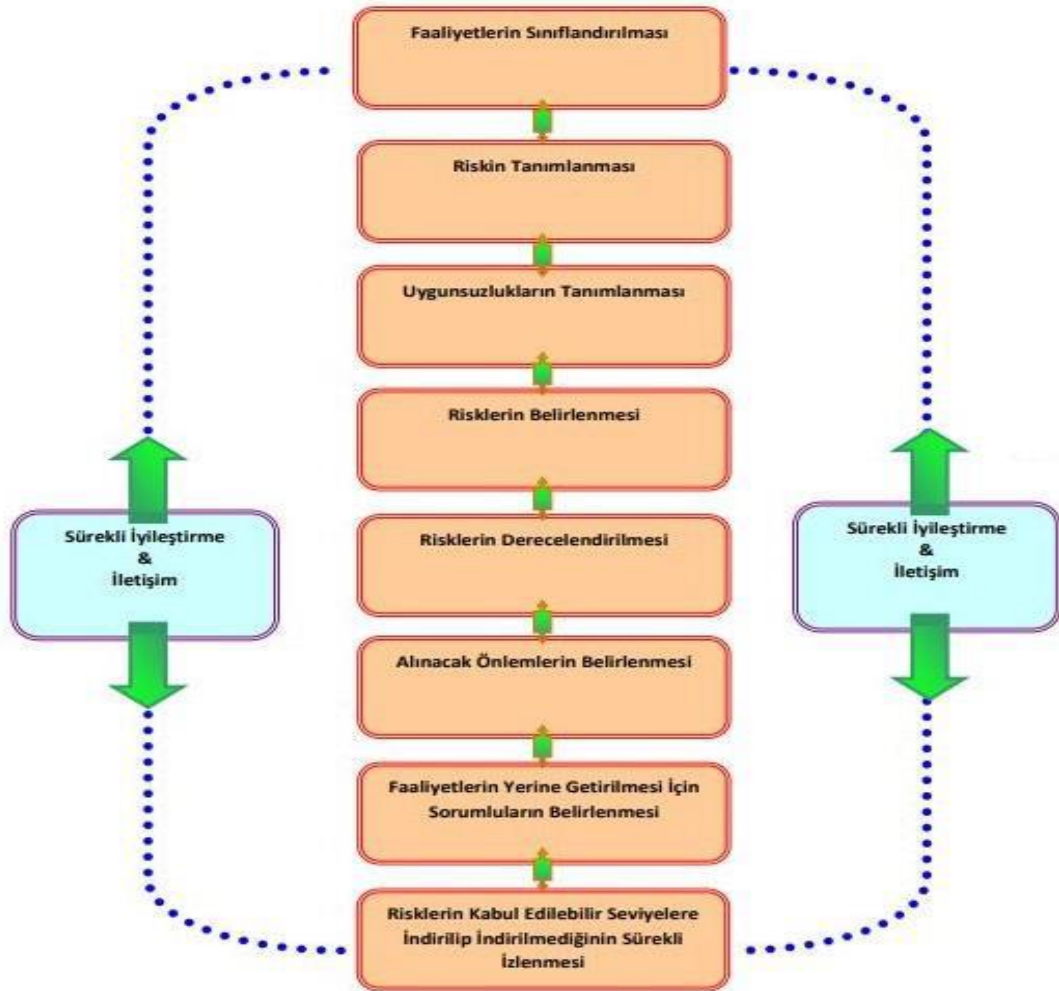 Faaliyetlerin Sınıflandırılması
Riskin Tanımlanması
Uygunsuzlukların Tanımlanması
Risklerin Belirlenmesi
Sürekli İyileştirme
&
İletişim
Risklerin Derecelendirilmesi
Sürekli İyileştirme
&
İletişim
Alınacak Önlemlerin Belirlenmesi
Faaliyetlerin Yerine Getirilmesi İçin
Sorumluların Belirlenmesi
Risklerin Kabul Edilebilir Seviyelere
İndirilip İndirilmediğinin Sürekli
İzlenmesi